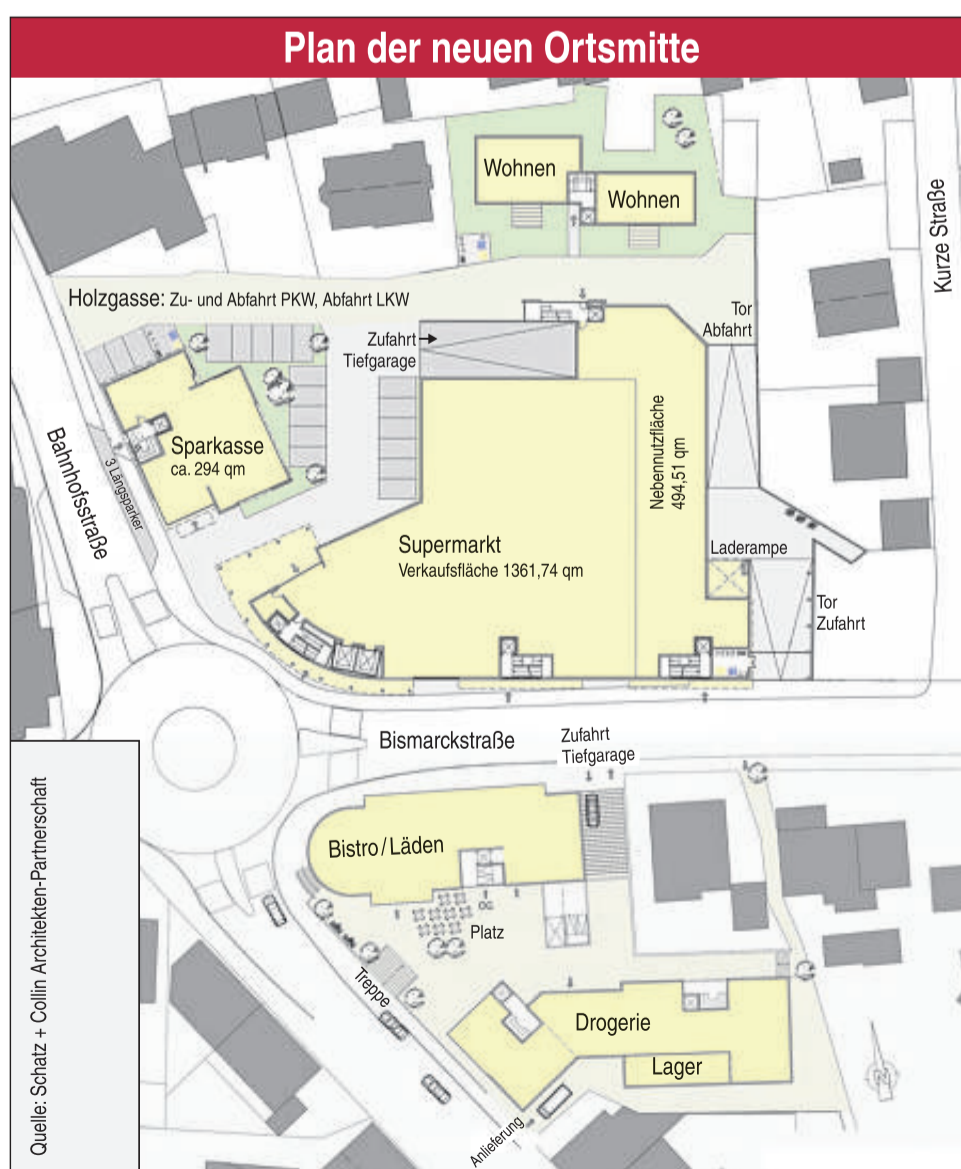 Plan der neuen Ortsmitte
Wohnen
Wohnen
Kurze Straße
Holzgasse: Zu- und Abfahrt PKW, Abfahrt LKW
Tor
Abfahrt
Zufahrt
Tiefgarage
Sparkasse
ca. 294 qm
Nebennutzfläche
494,51 qm
Bahnhofsstraße
3 Längsparker
Supermarkt
Verkaufsfläche 1361,74 qm
Laderampe
Tor
Zufahrt
Bismarckstraße
Zufahrt
Tiefgarage
Bistro/Läden
OG
Platz
Treppe
Drogerie
Lager
Anlieferung
Quelle: Schatz + Collin Architekten-Partnerschaft